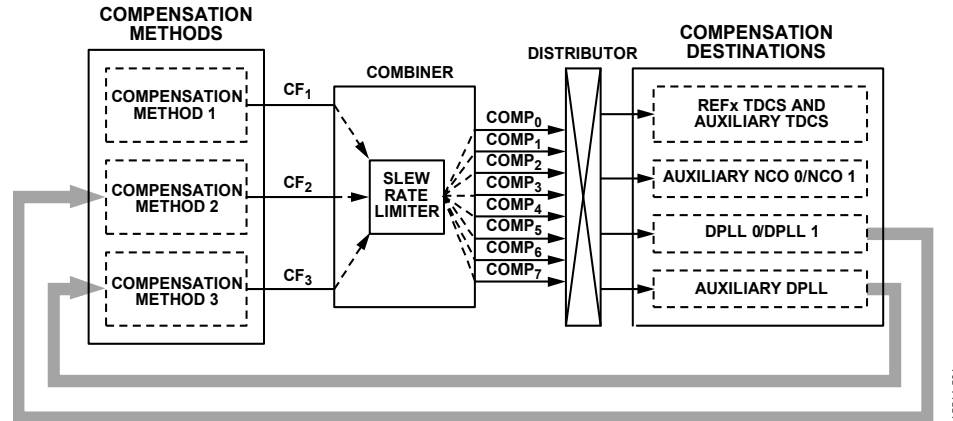 COMPENSATION
METHODS
COMPENSATION
METHOD 1
COMPENSATION
METHOD 2
COMPENSATION
METHOD 3
CF1
CF2
CF3
COMBINER
SLEW
RATE
LIMITER
COMP0
COMP1
COMP2
COMP3
COMP4
COMP5
COMP6
COMP7
DISTRIBUTOR
COMPENSATION
DESTINATIONS
REFx TDCS AND
AUXILIARY TDCS
AUXILIARY NCO 0/NCO 1
DPLL 0/DPLL 1
AUXILIARY DPLL